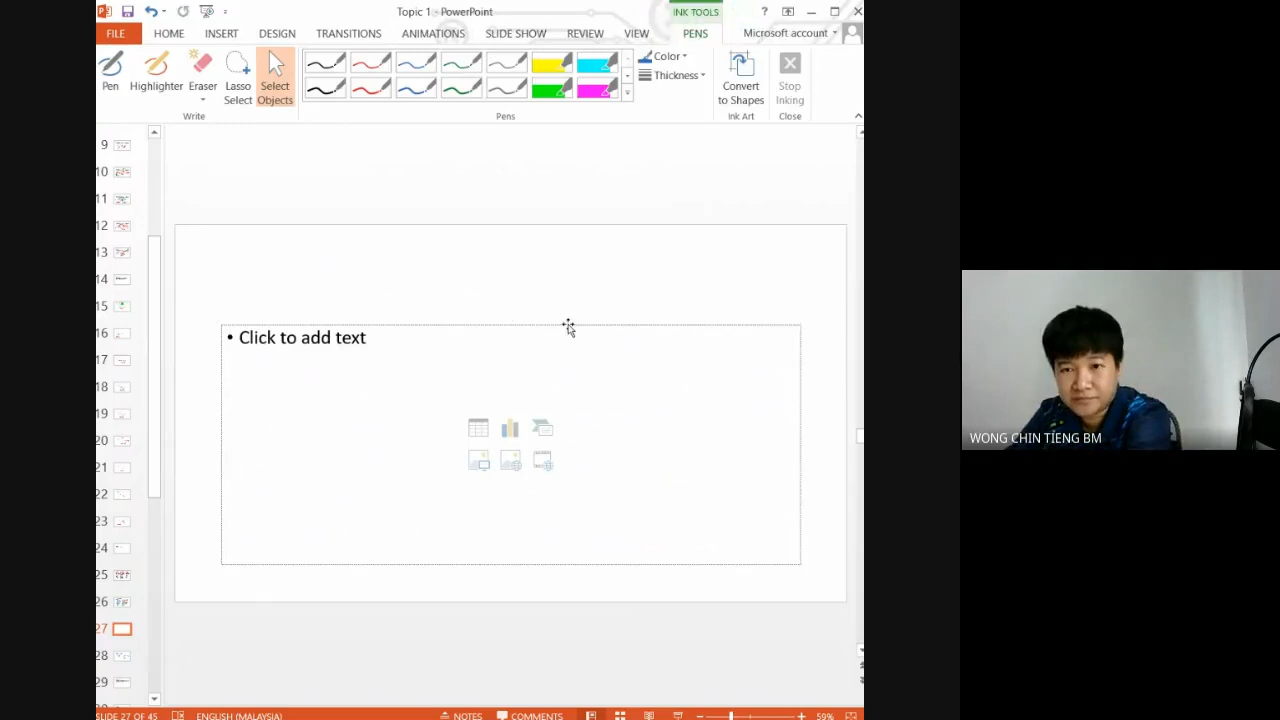 Topic 1 - PowerPoint
INK TOOLS
?
FILE HOME INSERT DESIGN TRANSITIONS ANIMATIONS SLIDE SHOW REVIEW VIEW PENS Microsoft account
Pen Highlighter Eraser Lasso Select Select Objects
Color
Thickness
Convert to Shapes
Stop Inking
Write Pens Ink Art Close
9
10
11
12
13
14
15
16
17
18
19
20
21
22
23
24
25
26
27
28
29
• Click to add text
WONG CHIN TIENG BM
SLIDE 27 OF 45 ENGLISH (MALAYSIA) NOTES COMMENTS 59%